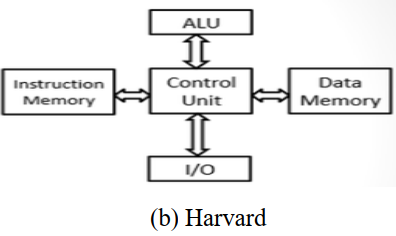 ALU
Instruction
Memory
Control
Unit
Data
Memory
I/O
(b) Harvard